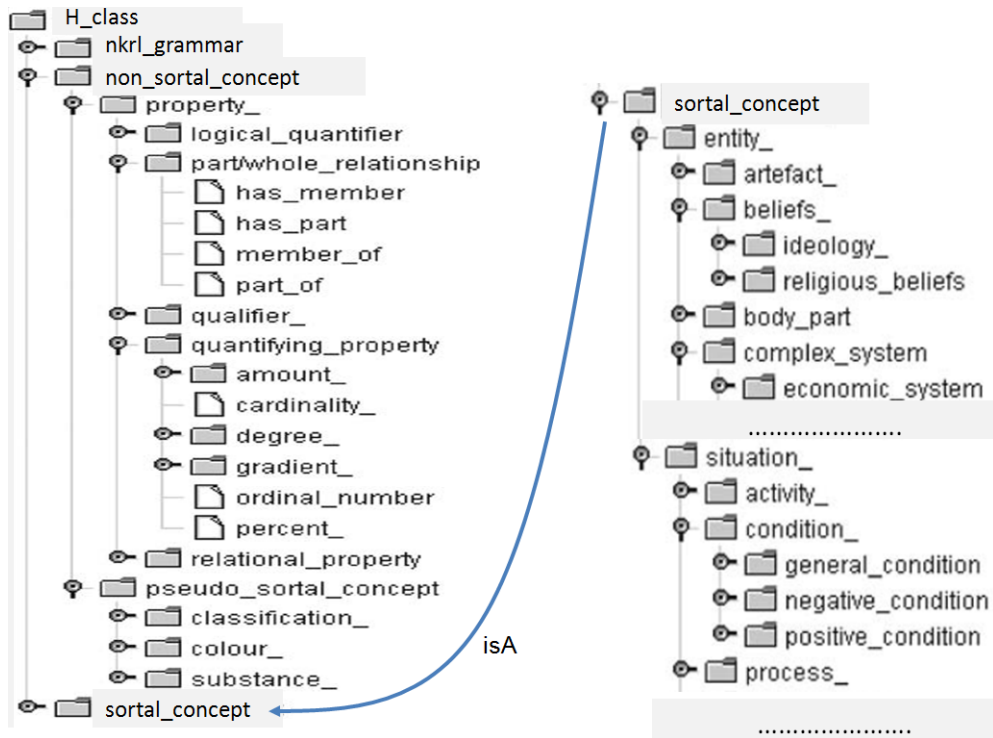 H_class
nkrl_grammar
non_sortal_concept
property_
logical_quantifier
part/whole_relationship
has_member
has_part
member_of
part_of
qualifier_
quantifying_property
amount_
cardinality_
degree_
gradient_
ordinal_number
percent_
relational_property
pseudo_sortal_concept
classification_
colour_
substance_
sortal_concept
isA
sortal_concept
entity_
artefact_
beliefs_
ideology_
religious_beliefs
body_part
complex_system
economic_system
………………….
situation_
activity_
condition_
general_condition
negative_condition
positive_condition
process_
………………….